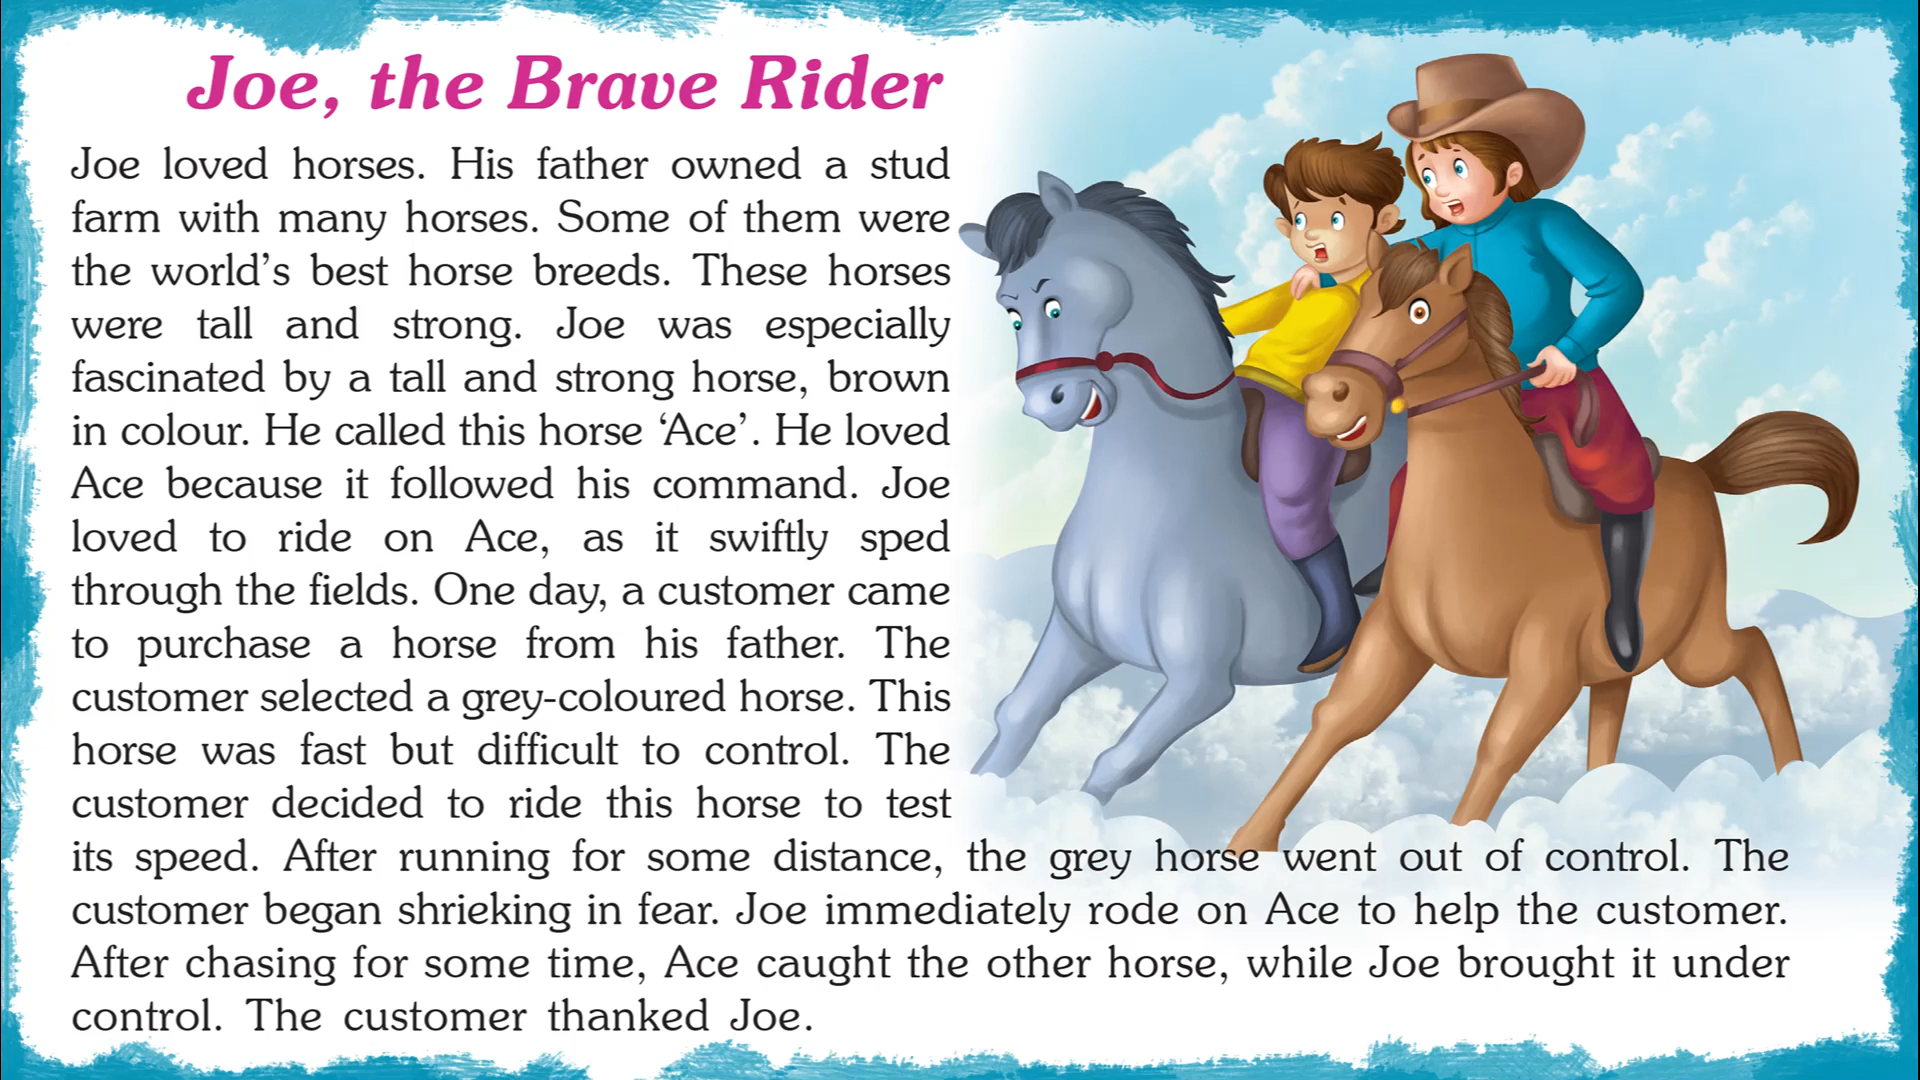 Joe, the Brave Rider
Joe loved horses. His father owned a stud
farm with many horses. Some of them were
the world’s best horse breeds. These horses
were tall and strong. Joe was especially
fascinated by a tall and strong horse, brown
in colour. He called this horse ‘Ace’. He loved
Ace because it followed his command. Joe
loved to ride on Ace, as it swiftly sped
through the fields. One day, a customer came
to purchase a horse from his father. The
customer selected a grey-coloured horse. This
horse was fast but difficult to control. The
customer decided to ride this horse to test
its speed. After running for some distance, the grey horse went out of control. The
customer began shrieking in fear. Joe immediately rode on Ace to help the customer.
After chasing for some time, Ace caught the other horse, while Joe brought it under
control. The customer thanked Joe.